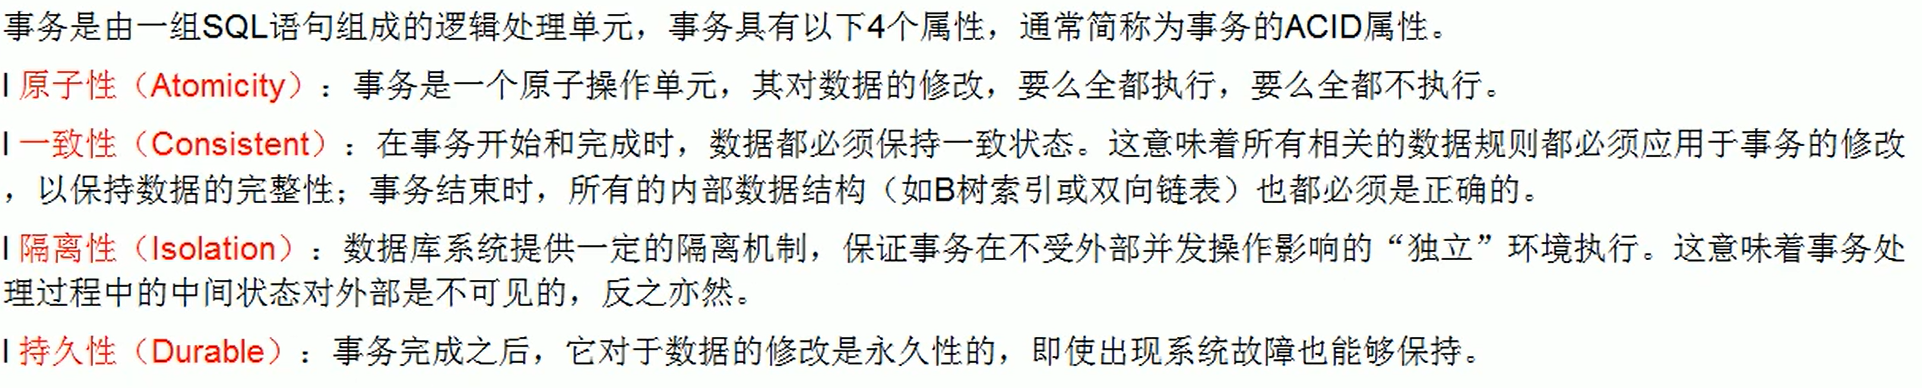 事务是由一组SQL语句组成的逻辑处理单元，事务具有以下4个属性，通常简称为事务的ACID属性。
l 原子性（Atomicity）：事务是一个原子操作单元，其对数据的修改，要么全都执行，要么全都不执行。
l 一致性（Consistent）：在事务开始和完成时，数据都必须保持一致状态。这意味着所有相关的数据规则都必须应用于事务的修改
，以保持数据的完整性；事务结束时，所有的内部数据结构（如B树索引或双向链表）也都必须是正确的。
l 隔离性（Isolation）：数据库系统提供一定的隔离机制，保证事务在不受外部并发操作影响的“独立”环境执行。这意味着事务处
理过程中的中间状态对外部是不可见的，反之亦然。
l 持久性（Durable）：事务完成之后，它对于数据的修改是永久性的，即使出现系统故障也能够保持。